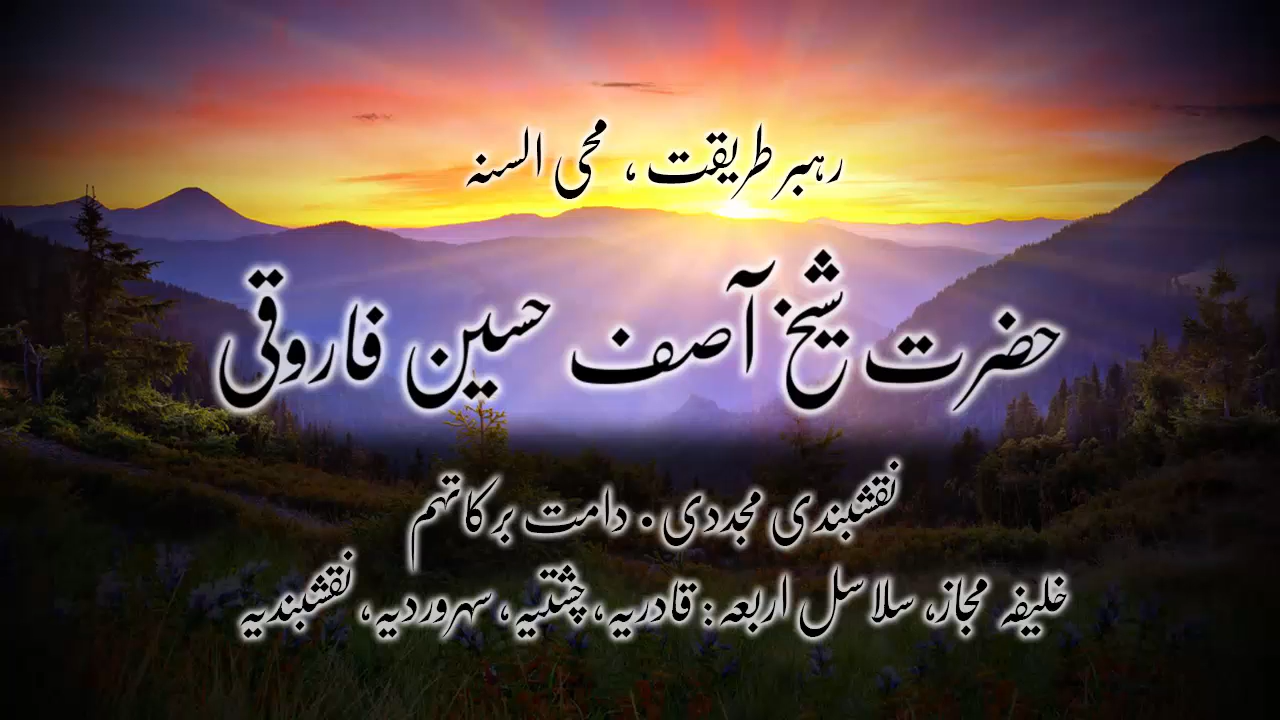 رہبر طریقت، محی السنہ
حضرت شیخ آصف حسین فاروقی
نقشبندی مجددی۔ دامت برکاتہم
خلیفہ مجاز، سلاسل اربعہ: قادریہ، چشتیہ، سہروردیہ، نقشبندیہ